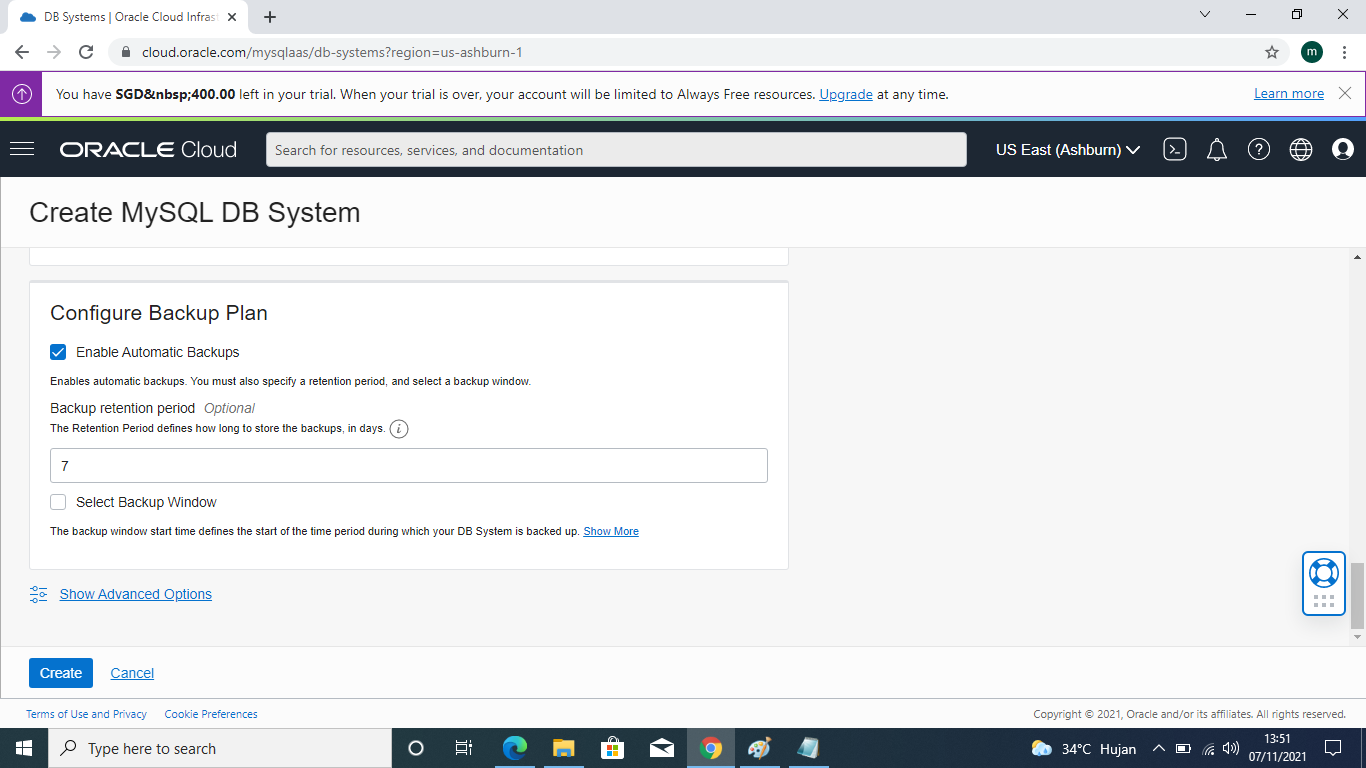 DB Systems | Oracle Cloud Infras
cloud.oracle.com/mysqlaas/db-systems?region=us-ashburn-1
m
You have SGD&nbsp;400.00 left in your trial. When your trial is over, your account will be limited to Always Free resources. Upgrade at any time.
Learn more
ORACLE Cloud
Search for resources, services, and documentation
US East (Ashburn)
Create MySQL DB System
Configure Backup Plan
Enable Automatic Backups
Enables automatic backups. You must also specify a retention period, and select a backup window.
Backup retention period Optional
The Retention Period defines how long to store the backups, in days. i
7
Select Backup Window
The backup window start time defines the start of the time period during which your DB System is backed up. Show More
Show Advanced Options
Create Cancel
Terms of Use and Privacy Cookie Preferences
Copyright © 2021, Oracle and/or its affiliates. All rights reserved.
Type here to search
34°C Hujan
13:51
07/11/2021